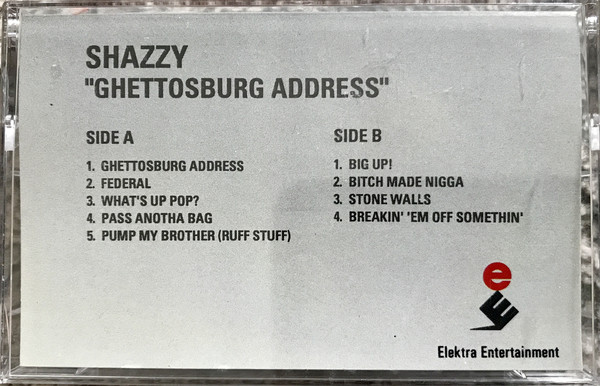 SHAZZY
"GHETTOSBURG ADDRESS"
SIDE A
1. GHETTOSBURG ADDRESS
2. FEDERAL
3. WHAT'S UP POP?
4. PASS ANOTHA BAG
5. PUMP MY BROTHER (RUFF STUFF)
SIDE B
1. BIG UP!
2. BITCH MADE NIGGA
3. STONE WALLS
4. BREAKIN' 'EM OFF SOMETHIN'
e
E
Elektra Entertainment